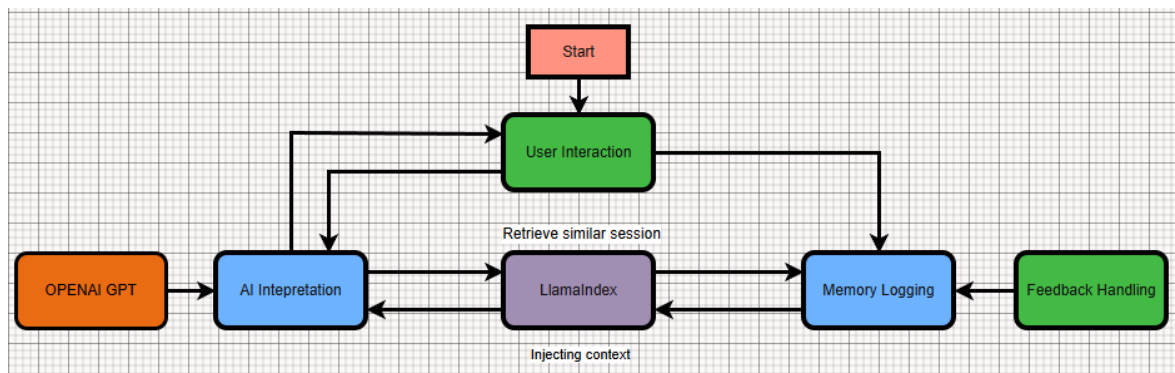 Start
User Interaction
Retrieve similar session
OPENAI GPT
AI Intepretation
LlamaIndex
Memory Logging
Feedback Handling
Injecting context